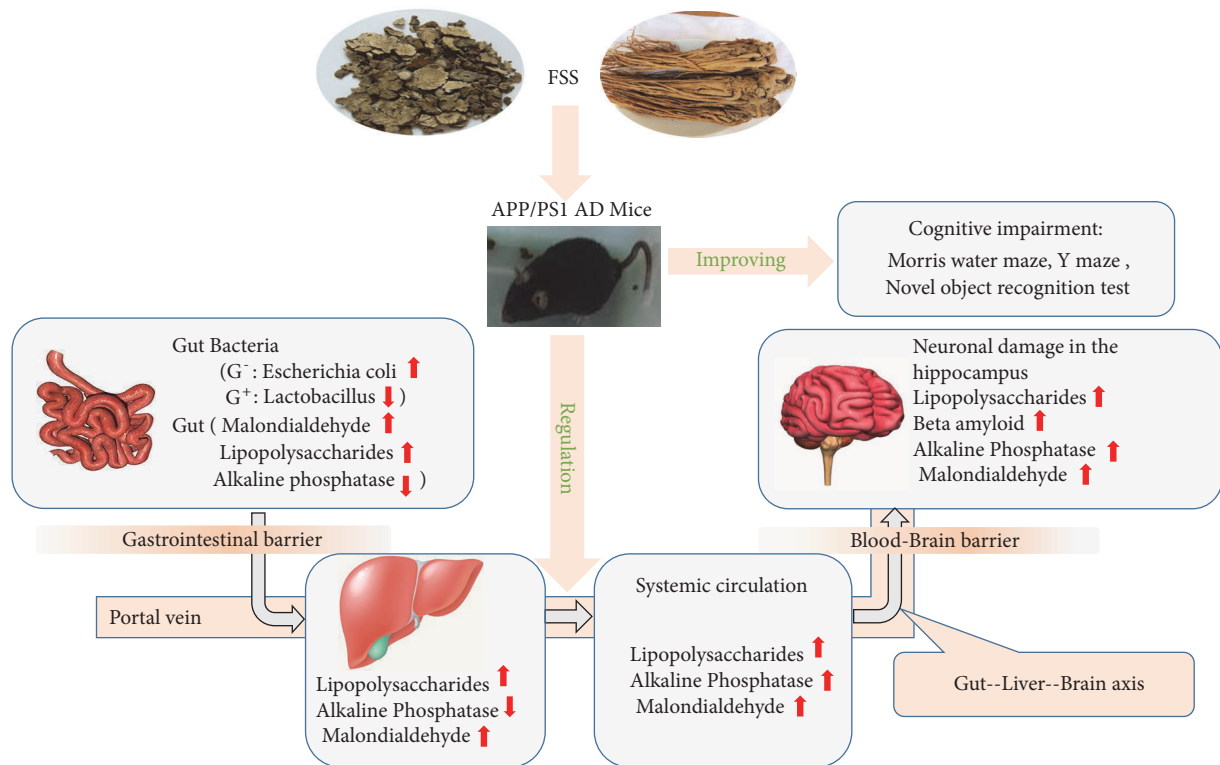 FSS
APP/PS1 AD Mice
Improving
Cognitive impairment:
Morris water maze, Y maze ,
Novel object recognition test
Regulation
Gut Bacteria
(G⁻: Escherichia coli
G⁺: Lactobacillus )
Gut ( Malondialdehyde
Lipopolysaccharides
Alkaline phosphatase )
Neuronal damage in the
hippocampus
Lipopolysaccharides
Beta amyloid
Alkaline Phosphatase
Malondialdehyde
Gastrointestinal barrier
Blood-Brain barrier
Portal vein
Lipopolysaccharides
Alkaline Phosphatase
Malondialdehyde
Systemic circulation
Lipopolysaccharides
Alkaline Phosphatase
Malondialdehyde
Gut--Liver--Brain axis